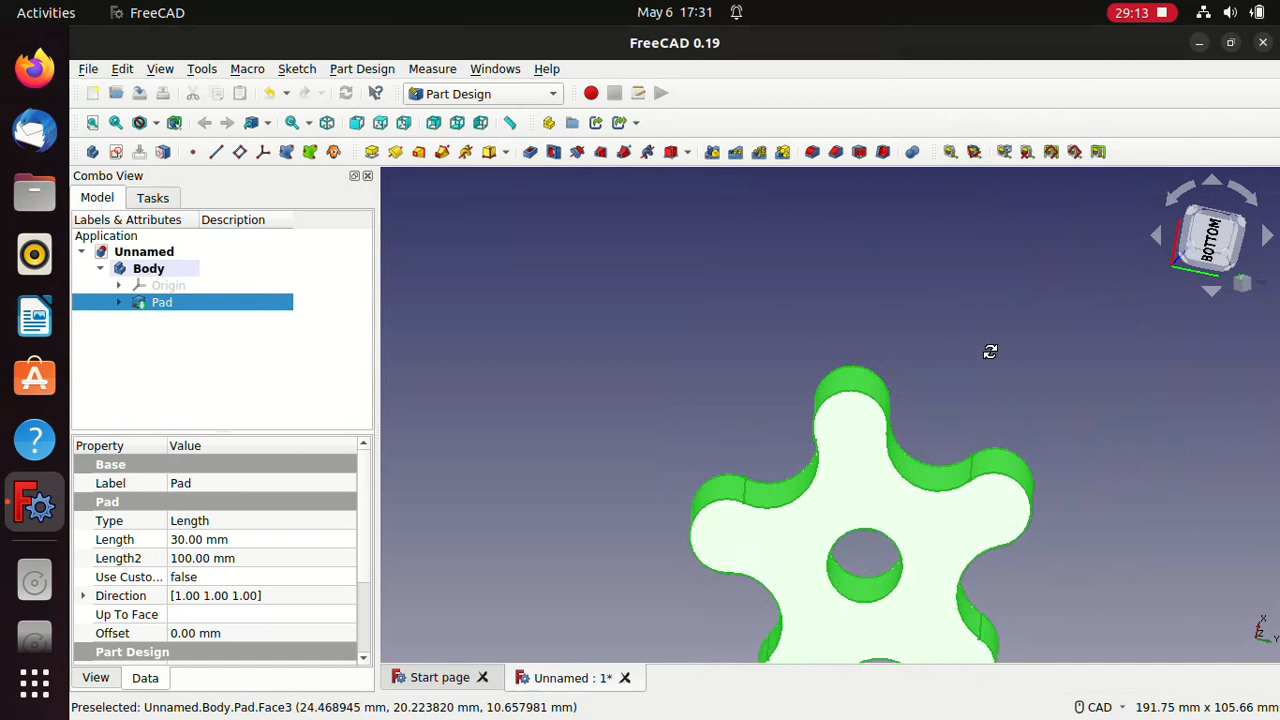 Activities FreeCAD May 6 17:31 29:13
FreeCAD 0.19
File Edit View Tools Macro Sketch Part Design Measure Windows Help
Part Design
Combo View
Model Tasks
Labels & Attributes Description
Application
Unnamed
Body
Origin
Pad
BOTTOM
Property Value
Base
Label Pad
Pad
Type Length
Length 30.00 mm
Length2 100.00 mm
Use Custo... false
Direction [1.00 1.00 1.00]
Up To Face
Offset 0.00 mm
Part Design
X
Z
Y
View Data
Start page Unnamed : 1*
Preselected: Unnamed.Body.Pad.Face3 (24.468945 mm, 20.223820 mm, 10.657981 mm) CAD 191.75 mm x 105.66 mm